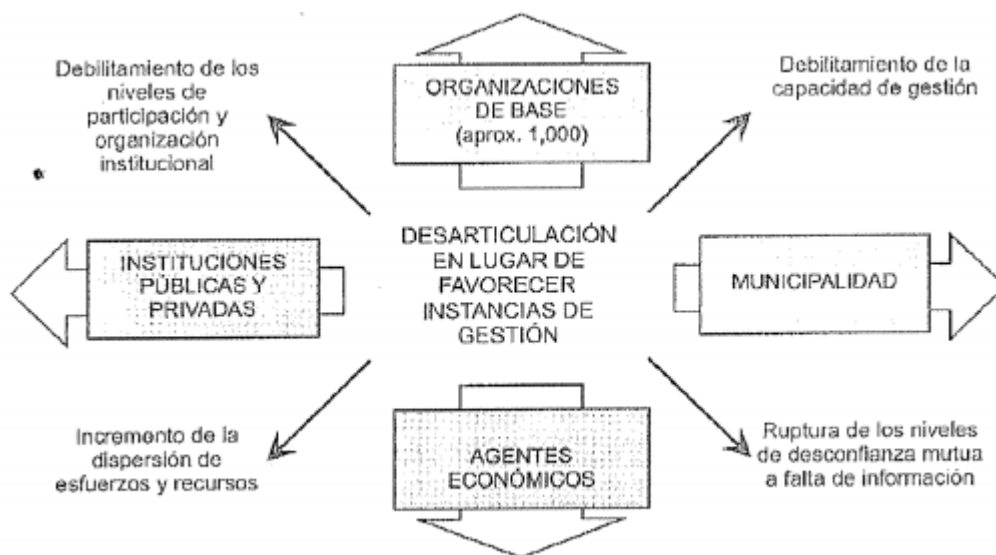 Debilitamiento de los
niveles de
participación y
organización
institucional
ORGANIZACIONES
DE BASE
(aprox. 1,000)
Debilitamiento de la
capacidad de gestión
INSTITUCIONES
PÚBLICAS Y
PRIVADAS
DESARTICULACIÓN
EN LUGAR DE
FAVORECER
INSTANCIAS DE
GESTIÓN
MUNICIPALIDAD
Incremento de la
dispersión de
esfuerzos y recursos
AGENTES
ECONÓMICOS
Ruptura de los niveles
de desconfianza mutua
a falta de información